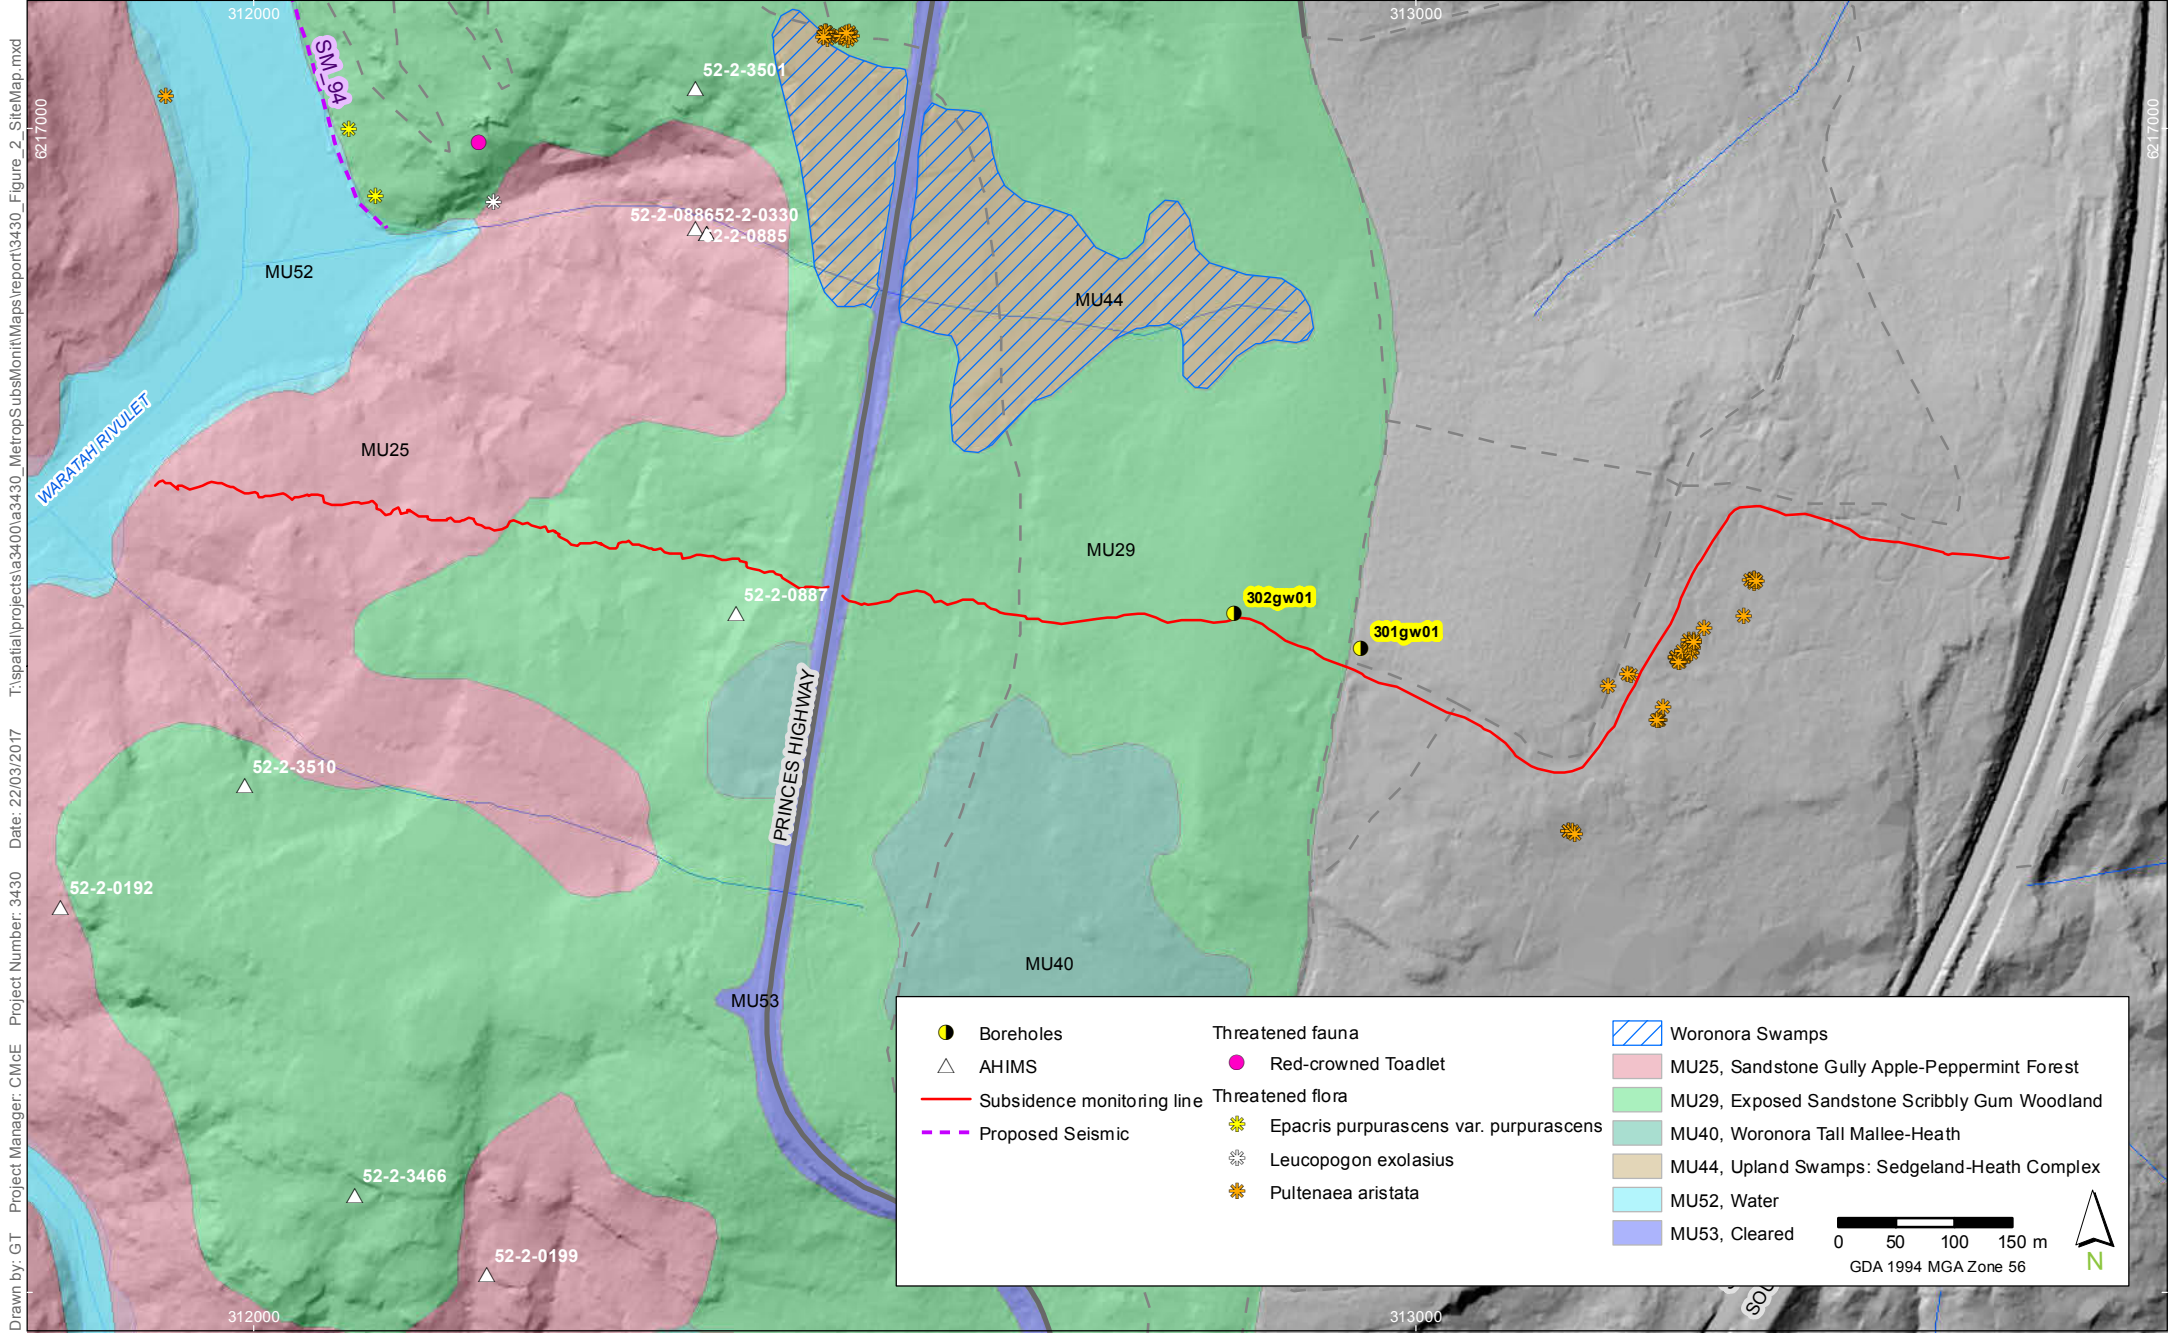 312000
313000
6217000
6217000
SM_94
52-2-3501
52-2-088652-2-0330
2-2-0885
MU52
MU44
WARATAH RIVULET
MU25
MU29
52-2-0887
302gw01
301gw01
PRINCES HIGHWAY
52-2-3510
52-2-0192
MU40
MU53
52-2-3466
52-2-0199
312000
313000
Boreholes
AHIMS
Subsidence monitoring line
Proposed Seismic
Threatened fauna
Red-crowned Toadlet
Threatened flora
Epacris purpurascens var. purpurascens
Leucopogon exolasius
Pultenaea aristata
Woronora Swamps
MU25, Sandstone Gully Apple-Peppermint Forest
MU29, Exposed Sandstone Scribbly Gum Woodland
MU40, Woronora Tall Mallee-Heath
MU44, Upland Swamps: Sedgeland-Heath Complex
MU52, Water
MU53, Cleared
0 50 100 150 m
GDA 1994 MGA Zone 56
N
Drawn by: GT Project Manager: CMcE Project Number: 3430 Date: 22/03/2017 T:\spatial\projects\a3400\a3430_MetropSubsMonit\Maps\report\3430_Figure_2_SiteMap.mxd